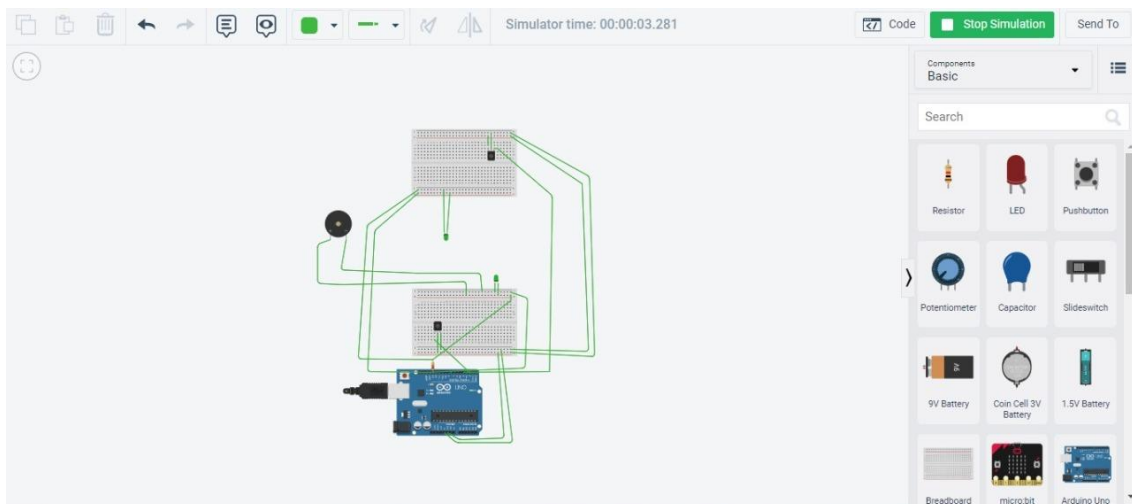 Simulator time: 00:00:03.281
Code
Stop Simulation
Send To
Components
Basic
Search
Resistor
LED
Pushbutton
Potentiometer
Capacitor
Slideswitch
9V
9V Battery
Coin Cell 3V
Battery
1.5V Battery
Breadboard
micro:bit
Arduino Uno
UNO